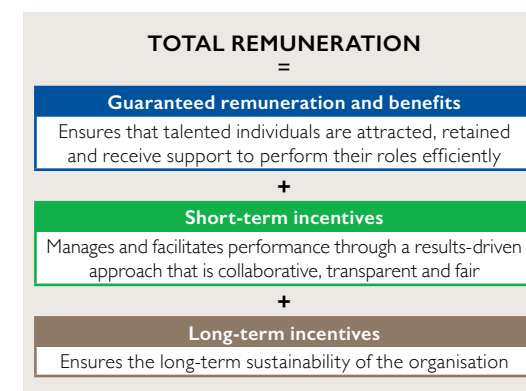 TOTAL REMUNERATION
=
Guaranteed remuneration and benefits
Ensures that talented individuals are attracted, retained
and receive support to perform their roles efficiently
+
Short-term incentives
Manages and facilitates performance through a results-driven
approach that is collaborative, transparent and fair
+
Long-term incentives
Ensures the long-term sustainability of the organisation